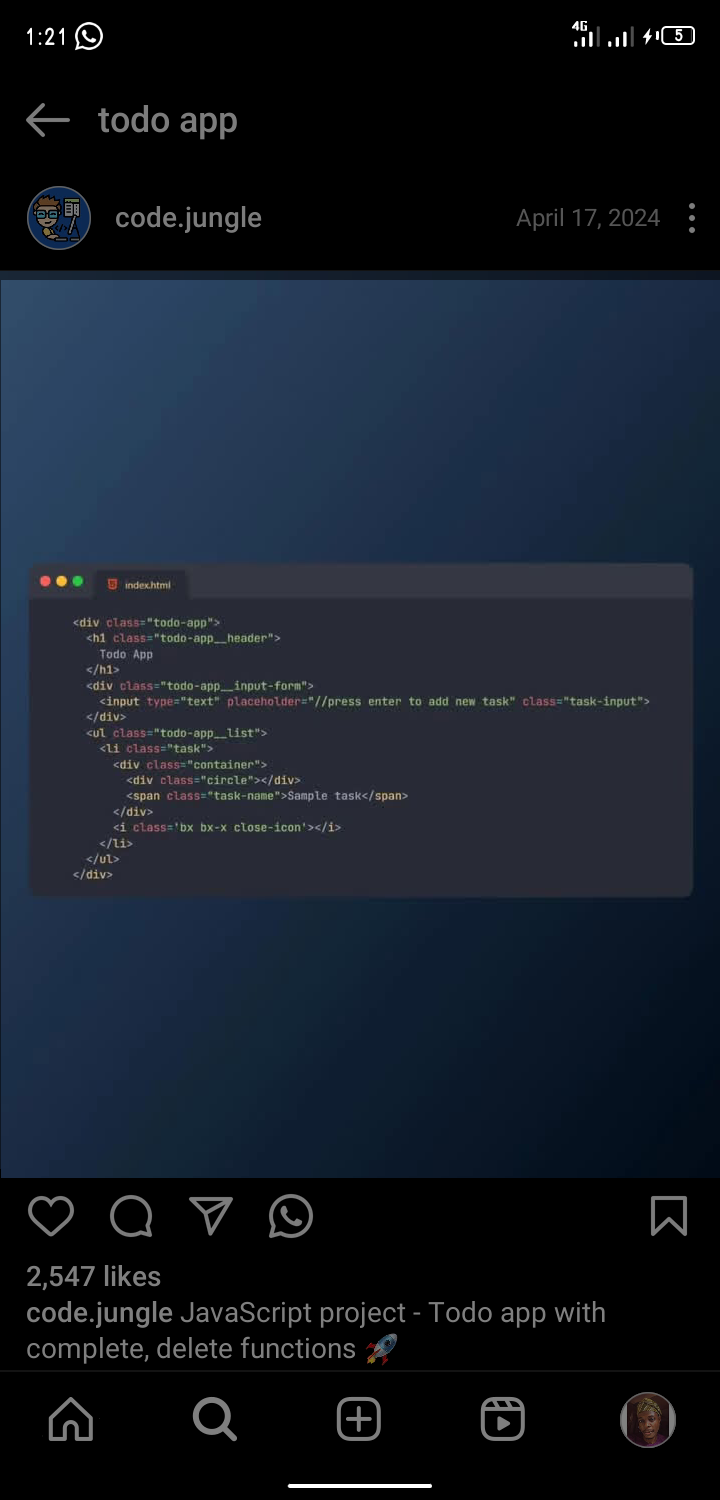 1:21
4G
5
todo app
code.jungle
April 17, 2024
index.html
<div class="todo-app">
<h1 class="todo-app__header">
Todo App
</h1>
<div class="todo-app__input-form">
<input type="text" placeholder="//press enter to add new task" class="task-input">
</div>
<ul class="todo-app__list">
<li class="task">
<div class="container">
<div class="circle"></div>
<span class="task-name">Sample task</span>
</div>
<i class='bx bx-x close-icon'></i>
</li>
</ul>
</div>
2,547 likes
code.jungle JavaScript project - Todo app with
complete, delete functions 🚀